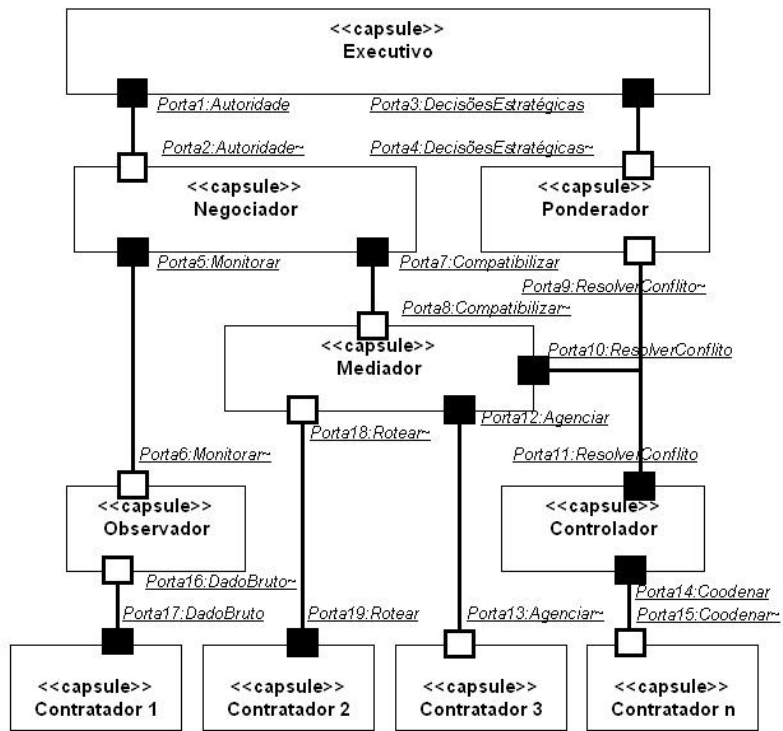 <<capsule>>
Executivo
Porta1:Autoridade
Porta3:DecisõesEstratégicas
Porta2:Autoridade~
Porta4:DecisõesEstratégicas~
<<capsule>>
Negociador
<<capsule>>
Ponderador
Porta5:Monitorar
Porta7:Compatibilizar
Porta9:ResolverConflito~
Porta8:Compatibilizar~
<<capsule>>
Mediador
Porta10:ResolverConflito
Porta12:Agenciar
Porta18:Rotear~
Porta6:Monitorar~
Porta11:ResolverConflito
<<capsule>>
Observador
<<capsule>>
Controlador
Porta16:DadoBruto~
Porta14:Coodenar
Porta17:DadoBruto
Porta19:Rotear
Porta13:Agenciar~
Porta15:Coodenar~
<<capsule>>
Contratador 1
<<capsule>>
Contratador 2
<<capsule>>
Contratador 3
<<capsule>>
Contratador n